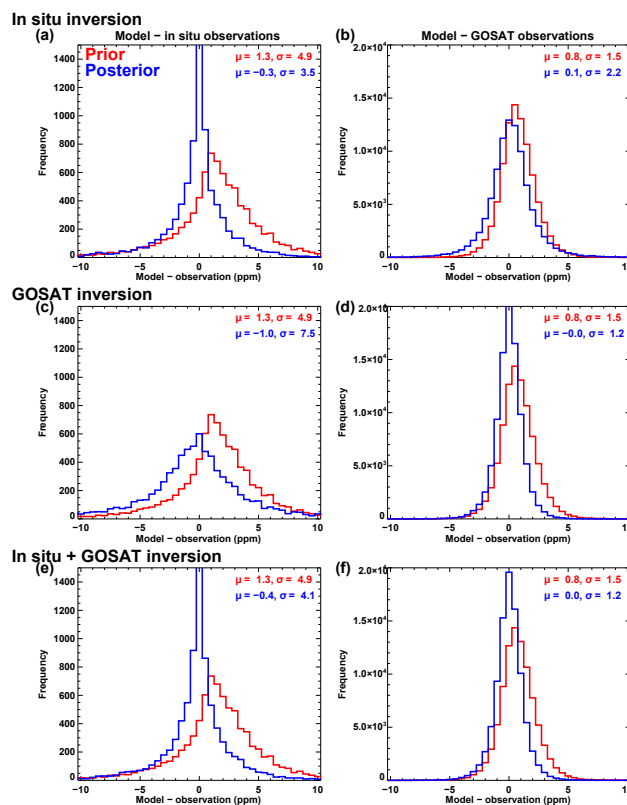 In situ inversion
(a) Model − in situ observations
Prior
Posterior
μ = 1.3, σ = 4.9
μ = −0.3, σ = 3.5
1400
1200
1000
800
600
400
200
0
Frequency
−10 −5 0 5 10
Model − observation (ppm)
(b) Model − GOSAT observations
μ = 0.8, σ = 1.5
μ = 0.1, σ = 2.2
2.0×10⁴
1.5×10⁴
1.0×10⁴
5.0×10³
0
Frequency
−10 −5 0 5 1
Model − observation (ppm)
GOSAT inversion
(c)
μ = 1.3, σ = 4.9
μ = −1.0, σ = 7.5
1400
1200
1000
800
600
400
200
0
Frequency
−10 −5 0 5 10
Model − observation (ppm)
(d)
μ = 0.8, σ = 1.5
μ = −0.0, σ = 1.2
2.0×10⁴
1.5×10⁴
1.0×10⁴
5.0×10³
0
Frequency
−10 −5 0 5 1
Model − observation (ppm)
In situ + GOSAT inversion
(e)
μ = 1.3, σ = 4.9
μ = −0.4, σ = 4.1
1400
1200
1000
800
600
400
200
0
Frequency
−10 −5 0 5 10
Model − observation (ppm)
(f)
μ = 0.8, σ = 1.5
μ = 0.0, σ = 1.2
2.0×10⁴
1.5×10⁴
1.0×10⁴
5.0×10³
0
Frequency
−10 −5 0 5 1
Model − observation (ppm)